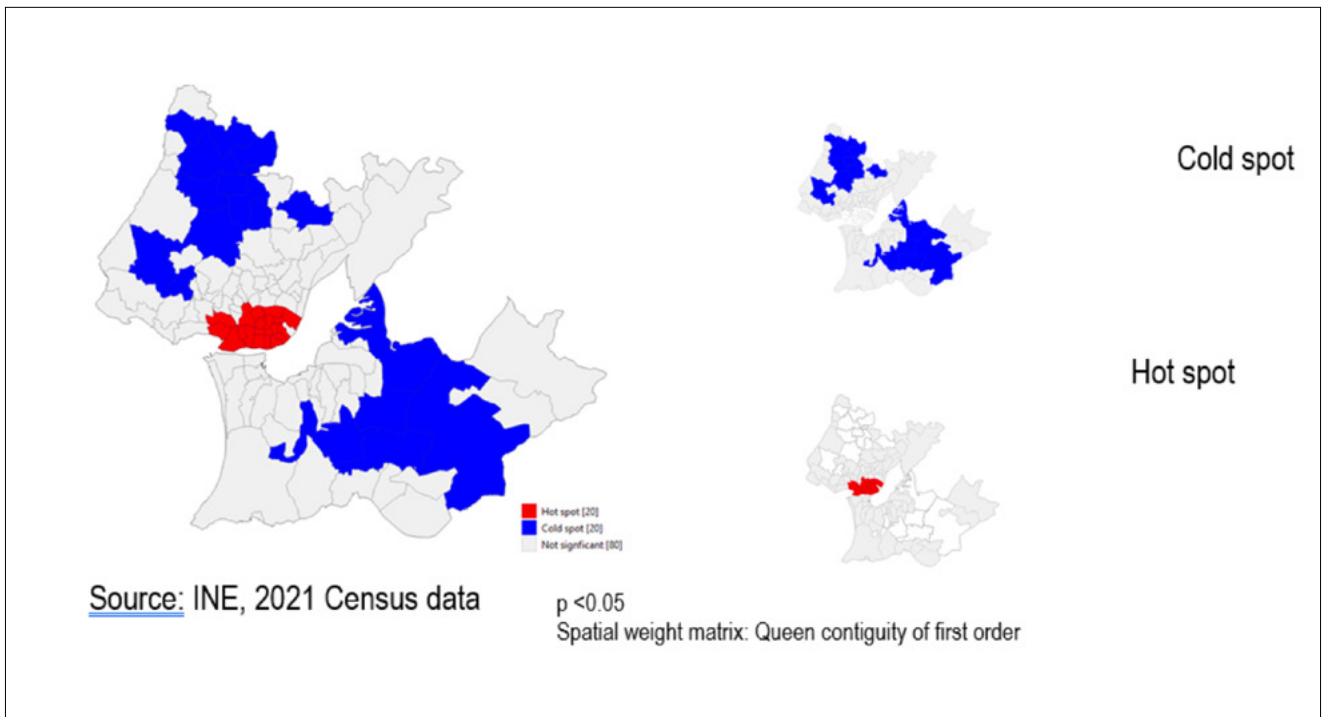 Cold spot
Hot spot
Hot spot [20]
Cold spot [20]
Not signficant [80]
Source: INE, 2021 Census data
p <0.05
Spatial weight matrix: Queen contiguity of first order